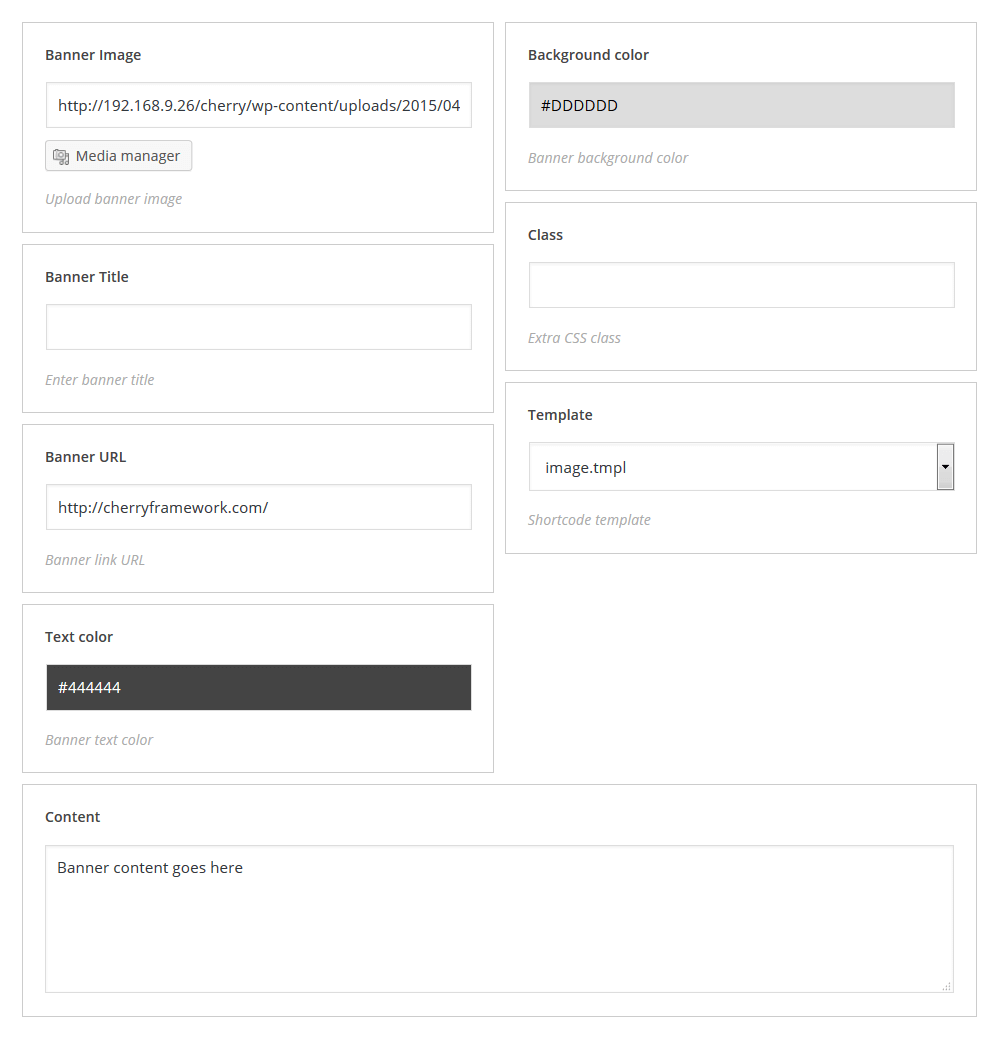 Banner Image
http://192.168.9.26/cherry/wp-content/uploads/2015/04
Media manager
Upload banner image
Banner Title
Enter banner title
Banner URL
http://cherryframework.com/
Banner link URL
Text color
#444444
Banner text color
Background color
#DDDDDD
Banner background color
Class
Extra CSS class
Template
image.tmpl
Shortcode template
Content
Banner content goes here